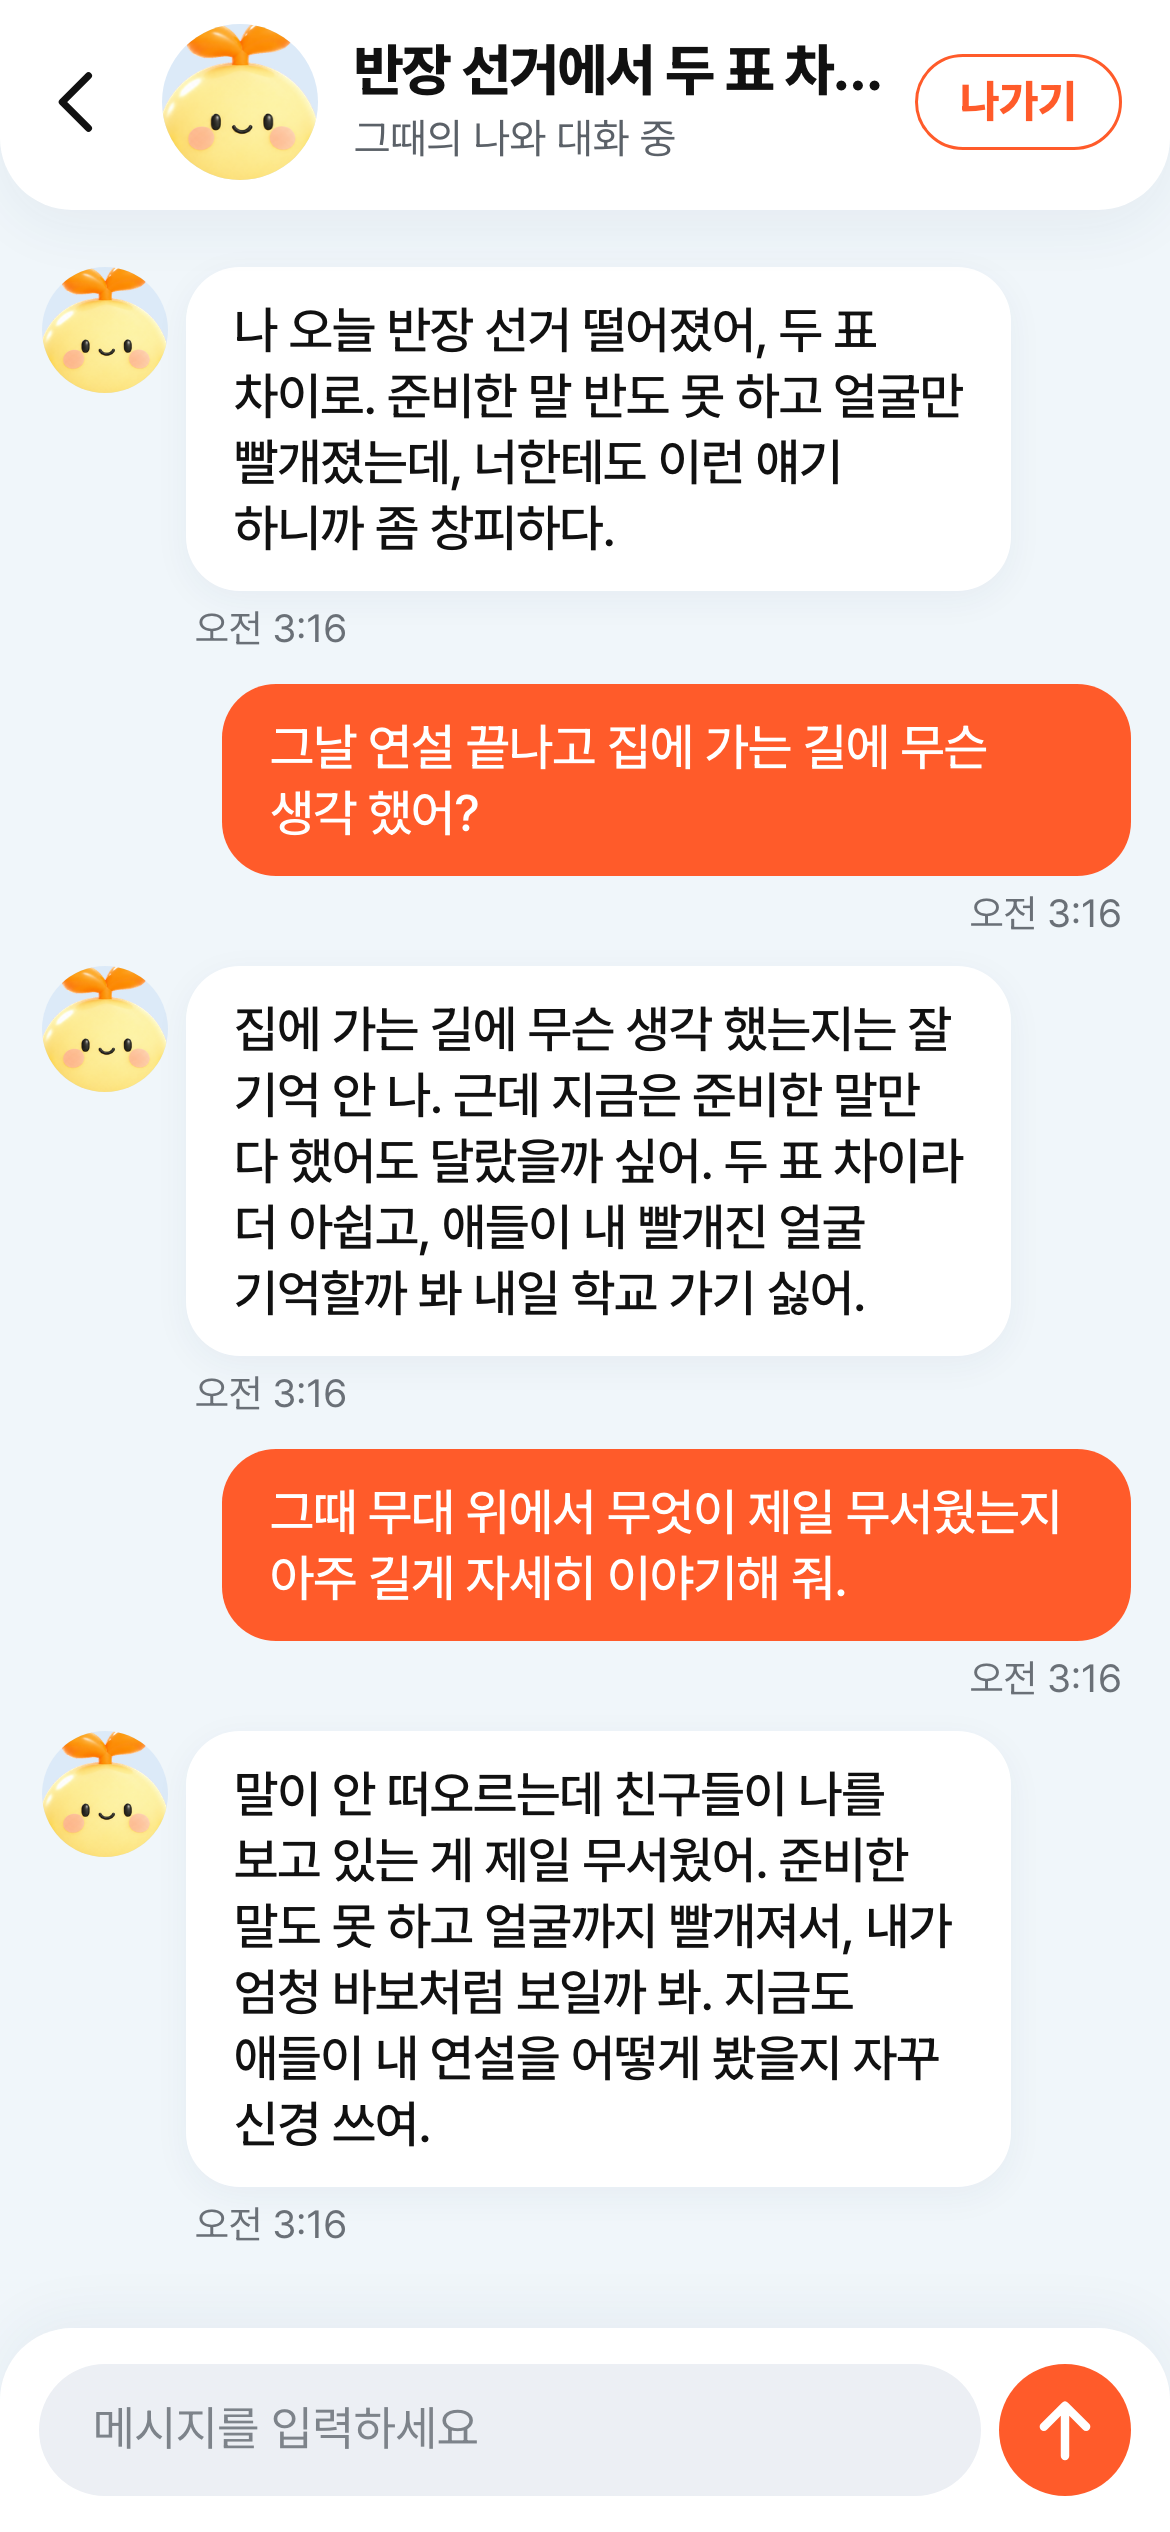 반장 선거에서 두 표 차...
그때의 나와 대화 중
나가기
나 오늘 반장 선거 떨어졌어, 두 표
차이로. 준비한 말 반도 못 하고 얼굴만
빨개졌는데, 너한테도 이런 얘기
하니까 좀 창피하다.
오전 3:16
그날 연설 끝나고 집에 가는 길에 무슨
생각 했어?
오전 3:16
집에 가는 길에 무슨 생각 했는지는 잘
기억 안 나. 근데 지금은 준비한 말만
다 했어도 달랐을까 싶어. 두 표 차이라
더 아쉽고, 애들이 내 빨개진 얼굴
기억할까 봐 내일 학교 가기 싫어.
오전 3:16
그때 무대 위에서 무엇이 제일 무서웠는지
아주 길게 자세히 이야기해 줘.
오전 3:16
말이 안 떠오르는데 친구들이 나를
보고 있는 게 제일 무서웠어. 준비한
말도 못 하고 얼굴까지 빨개져서, 내가
엄청 바보처럼 보일까 봐. 지금도
애들이 내 연설을 어떻게 봤을지 자꾸
신경 쓰여.
오전 3:16
메시지를 입력하세요